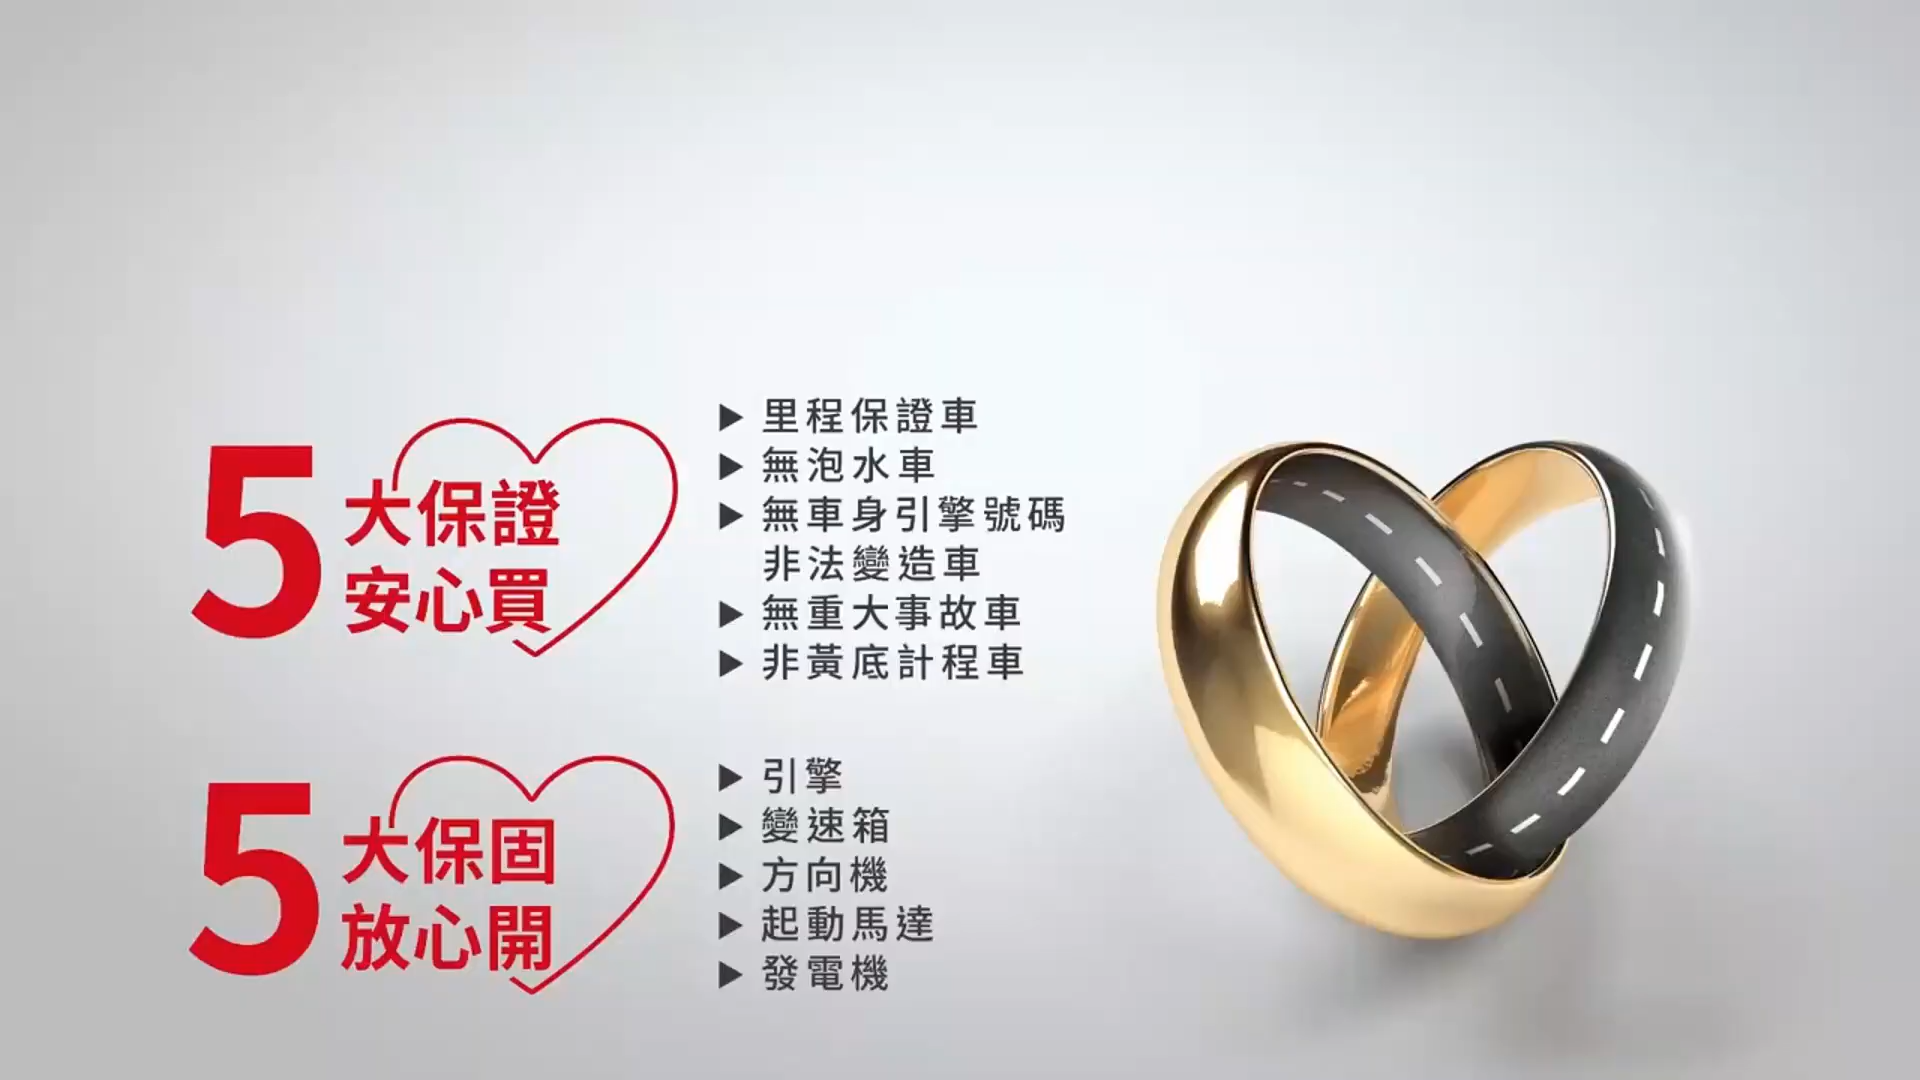 5大保證
安心買
▶ 里程保證車
▶ 無泡水車
▶ 無車身引擎號碼
非法變造車
▶ 無重大事故車
▶ 非黃底計程車
5大保固
放心開
▶ 引擎
▶ 變速箱
▶ 方向機
▶ 起動馬達
▶ 發電機